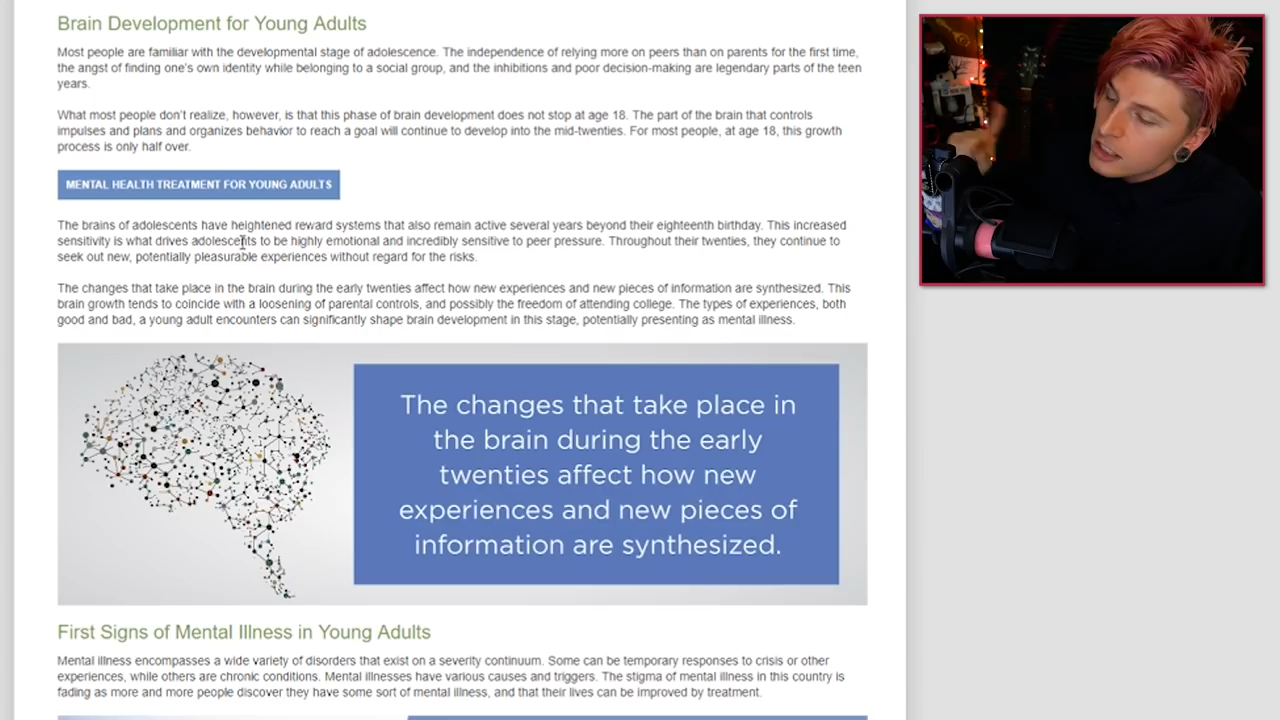 Brain Development for Young Adults
Most people are familiar with the developmental stage of adolescence. The independence of relying more on peers than on parents for the first time,
the angst of finding one's own identity while belonging to a social group, and the inhibitions and poor decision-making are legendary parts of the teen
years.
What most people don't realize, however, is that this phase of brain development does not stop at age 18. The part of the brain that controls
impulses and plans and organizes behavior to reach a goal will continue to develop into the mid-twenties. For most people, at age 18, this growth
process is only half over.
MENTAL HEALTH TREATMENT FOR YOUNG ADULTS
The brains of adolescents have heightened reward systems that also remain active several years beyond their eighteenth birthday. This increased
sensitivity is what drives adolescents to be highly emotional and incredibly sensitive to peer pressure. Throughout their twenties, they continue to
seek out new, potentially pleasurable experiences without regard for the risks.
The changes that take place in the brain during the early twenties affect how new experiences and new pieces of information are synthesized. This
brain growth tends to coincide with a loosening of parental controls, and possibly the freedom of attending college. The types of experiences, both
good and bad, a young adult encounters can significantly shape brain development in this stage, potentially presenting as mental illness.
The changes that take place in
the brain during the early
twenties affect how new
experiences and new pieces of
information are synthesized.
First Signs of Mental Illness in Young Adults
Mental illness encompasses a wide variety of disorders that exist on a severity continuum. Some can be temporary responses to crisis or other
experiences, while others are chronic conditions. Mental illnesses have various causes and triggers. The stigma of mental illness in this country is
fading as more and more people discover they have some sort of mental illness, and that their lives can be improved by treatment.